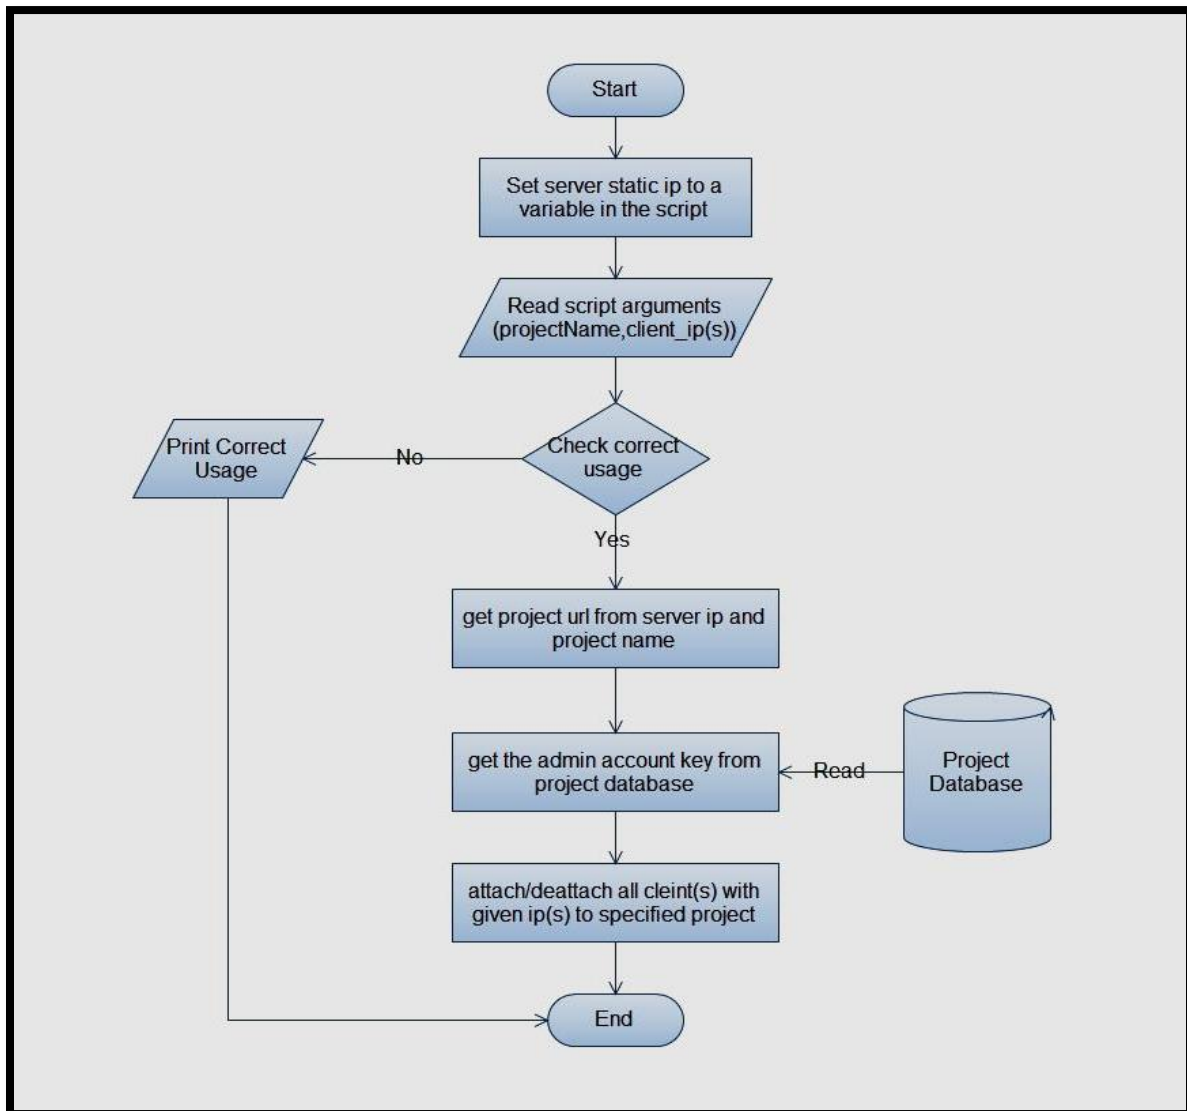 Start
Set server static ip to a
variable in the script
Read script arguments
(projectName,client_ip(s))
Check correct
usage
No
Print Correct
Usage
Yes
get project url from server ip and
project name
get the admin account key from
project database
Read
Project
Database
attach/deattach all cleint(s) with
given ip(s) to specified project
End